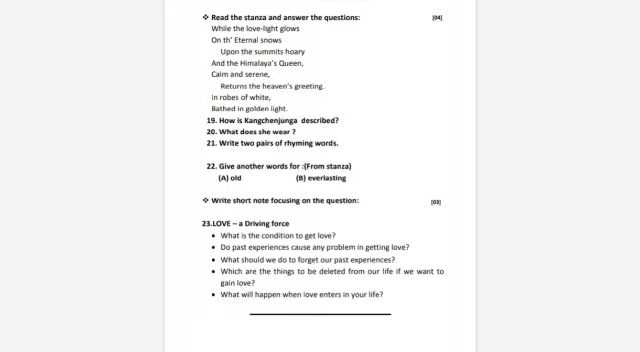 ❖ Read the stanza and answer the questions: [04]
While the love-light glows
On th' Eternal snows
Upon the summits hoary
And the Himalaya's Queen,
Calm and serene,
Returns the heaven's greeting.
In robes of white,
Bathed in golden light.
19. How is Kangchenjunga described?
20. What does she wear ?
21. Write two pairs of rhyming words.
22. Give another words for :(From stanza)
(A) old (B) everlasting
❖ Write short note focusing on the question: [03]
23.LOVE – a Driving force
• What is the condition to get love?
• Do past experiences cause any problem in getting love?
• What should we do to forget our past experiences?
• Which are the things to be deleted from our life if we want to
gain love?
• What will happen when love enters in your life?